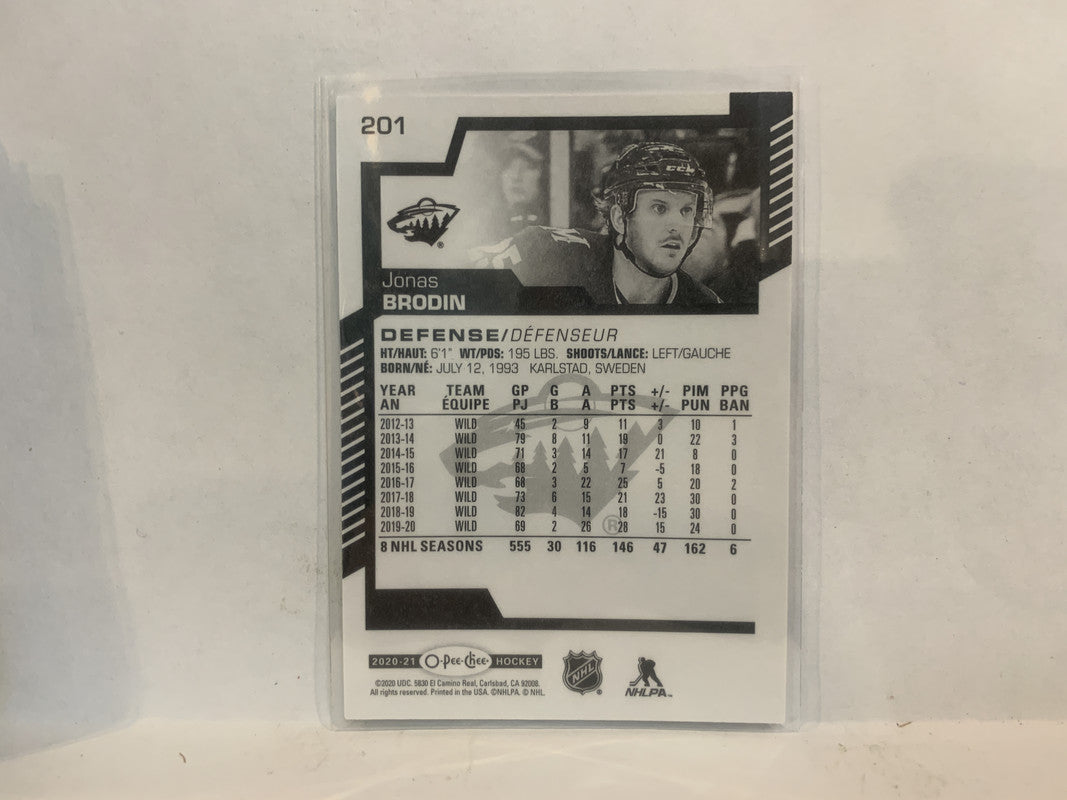 201
CCM
Jonas
BRODIN
DEFENSE/DÉFENSEUR
HT/HAUT: 6'1" WT/PDS: 195 LBS. SHOOTS/LANCE: LEFT/GAUCHE
BORN/NÉ: JULY 12, 1993 KARLSTAD, SWEDEN
YEAR TEAM GP G A PTS +/- PIM PPG
AN ÉQUIPE PJ B A PTS +/- PUN BAN
2012-13 WILD 45 2 9 11 3 10 1
2013-14 WILD 79 8 11 19 0 22 3
2014-15 WILD 71 3 14 17 21 8 0
2015-16 WILD 68 2 5 7 -5 18 0
2016-17 WILD 68 3 22 25 5 20 2
2017-18 WILD 73 6 15 21 23 30 0
2018-19 WILD 82 4 14 18 -15 30 0
2019-20 WILD 69 2 26 28 15 24 0
8 NHL SEASONS 555 30 116 146 47 162 6
2020-21 O-Pee-Chee HOCKEY
©2020 UDC. 5830 El Camino Real, Carlsbad, CA 92008.
All rights reserved. Printed in the USA. ©NHLPA. © NHL.
NHL
NHLPA